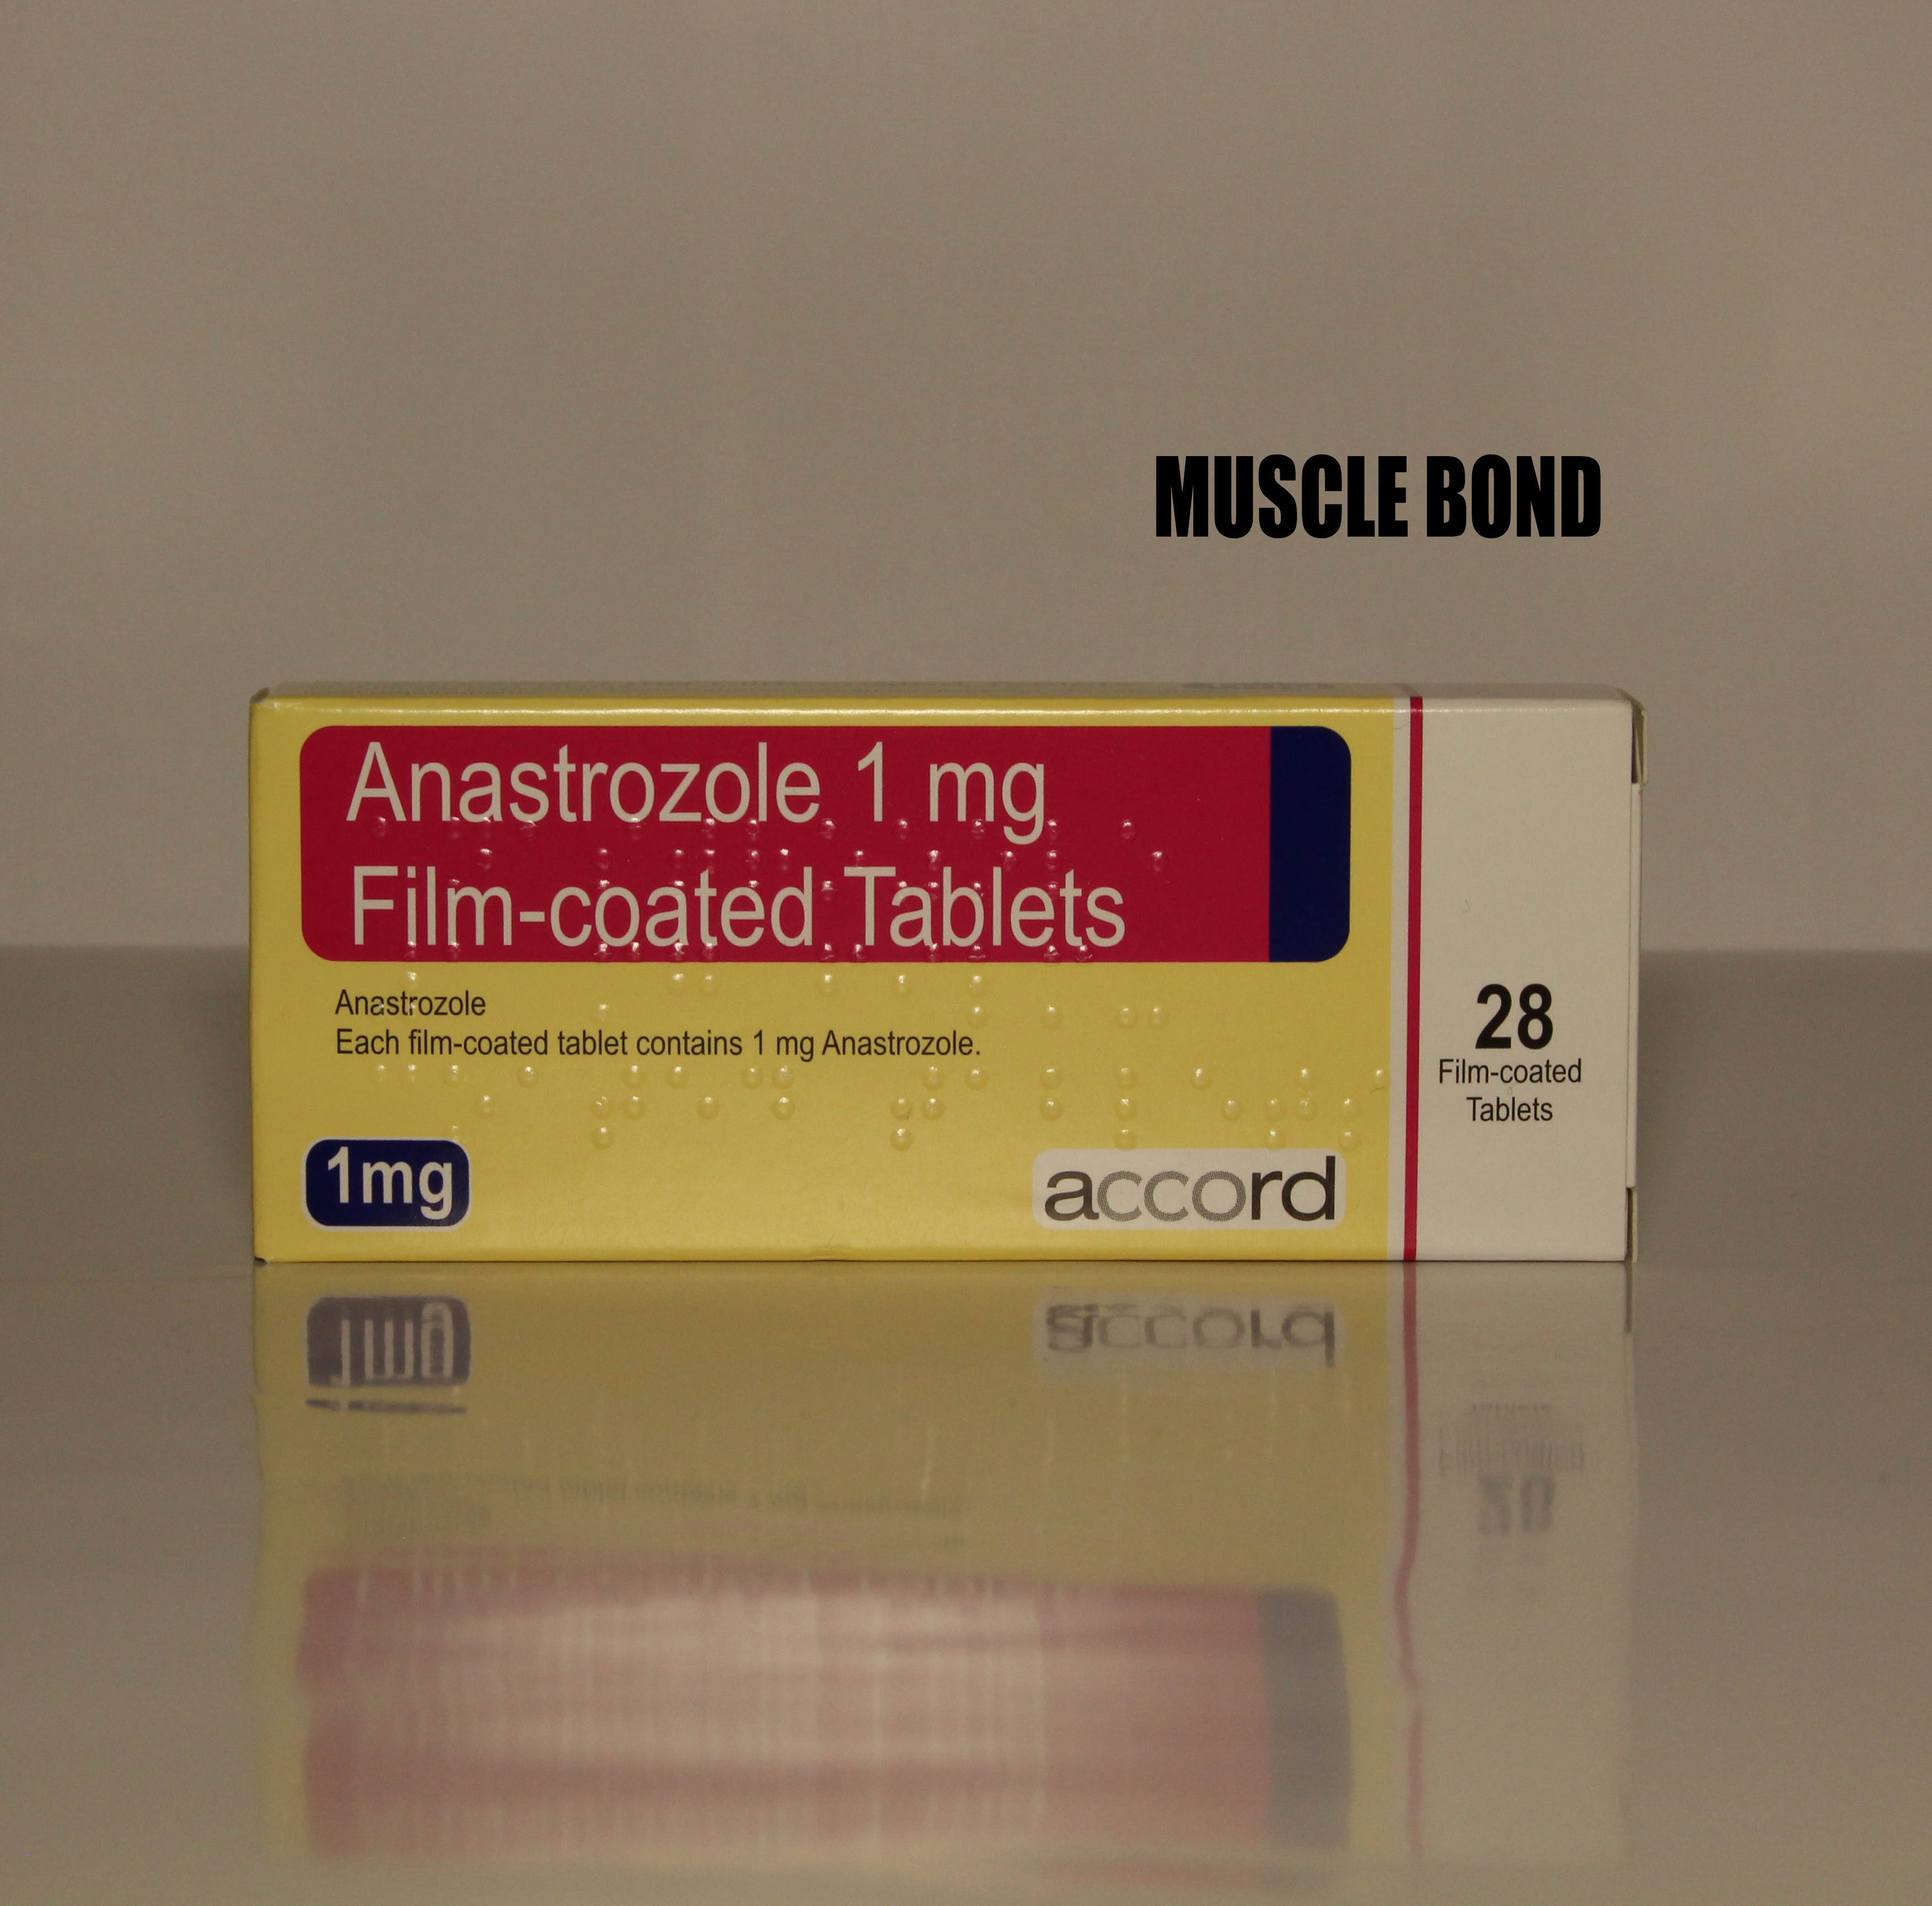 MUSCLE BOND
Anastrozole 1 mg
Film-coated Tablets
Anastrozole
Each film-coated tablet contains 1 mg Anastrozole.
1mg
accord
28
Film-coated
Tablets